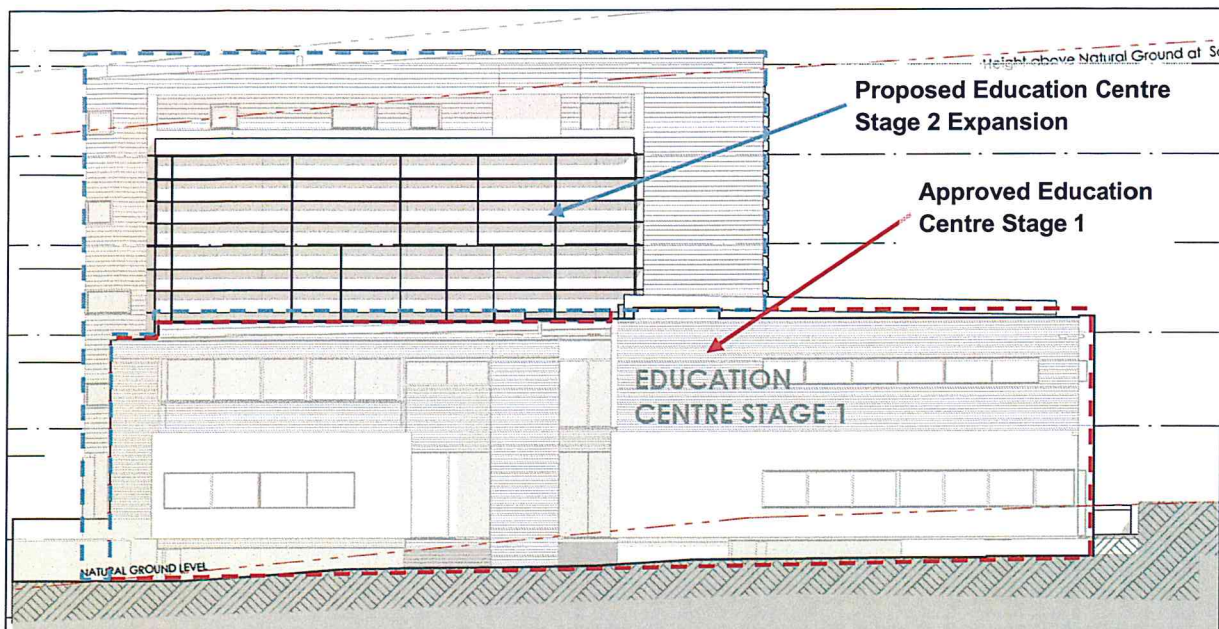 Height above Natural Ground at
Proposed Education Centre
Stage 2 Expansion
Approved Education
Centre Stage 1
EDUCATION
CENTRE STAGE 1
NATURAL GROUND LEVEL